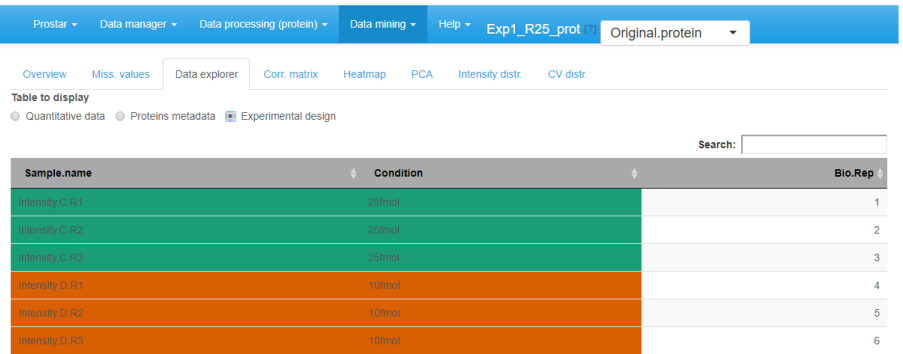 Prostar Data manager Data processing (protein) Data mining Help Exp1_R25_prot [?] Original.protein
Overview Miss. values Data explorer Corr. matrix Heatmap PCA Intensity distr. CV distr.
Table to display
Quantitative data Proteins metadata Experimental design
Search:
Sample.name Condition Bio.Rep
Intensity.C.R1 25fmol 1
Intensity.C.R2 25fmol 2
Intensity.C.R3 25fmol 3
Intensity.D.R1 10fmol 4
Intensity.D.R2 10fmol 5
Intensity.D.R3 10fmol 6